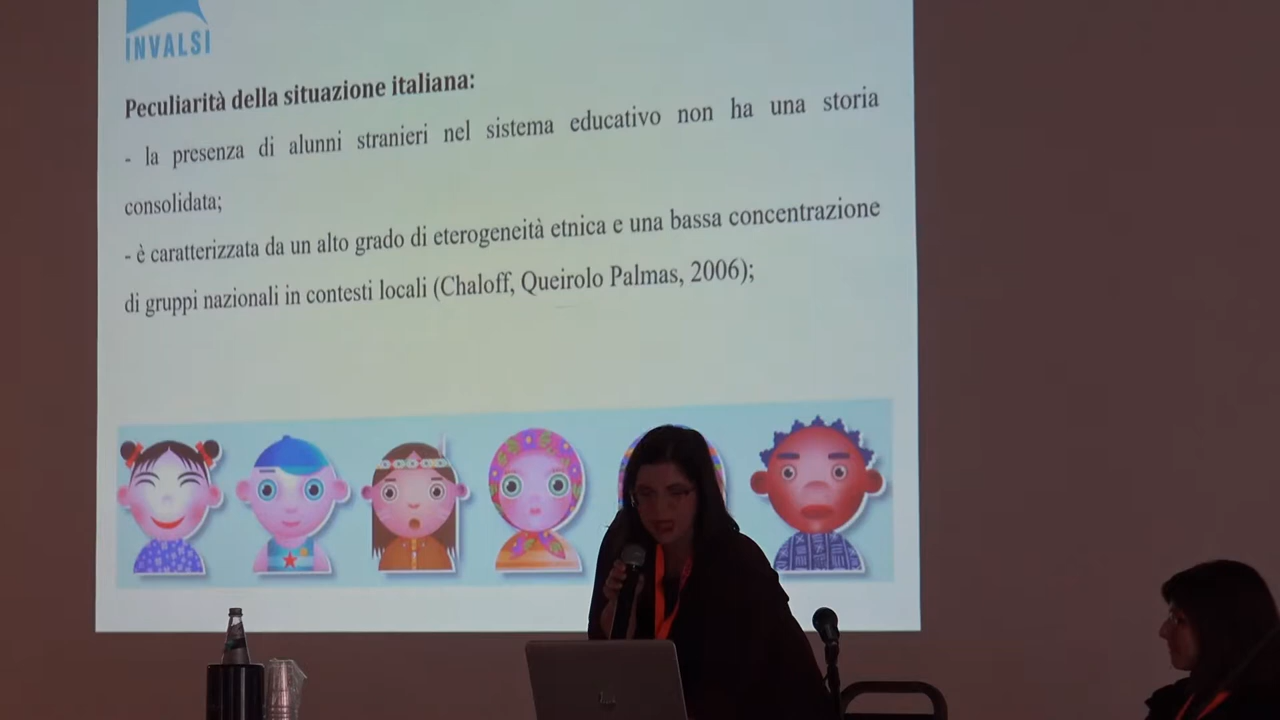 INVALSI
Peculiarità della situazione italiana:
- la presenza di alunni stranieri nel sistema educativo non ha una storia
consolidata;
- è caratterizzata da un alto grado di eterogeneità etnica e una bassa concentrazione
di gruppi nazionali in contesti locali (Chaloff, Queirolo Palmas, 2006);